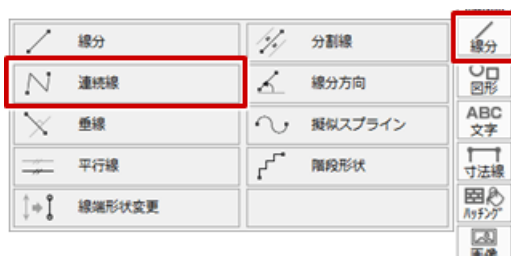 線分
分割線
連続線
線分方向
垂線
擬似スプライン
平行線
階段形状
線端形状変更
線分
図形
ABC
文字
寸法線
ハッチング
画像